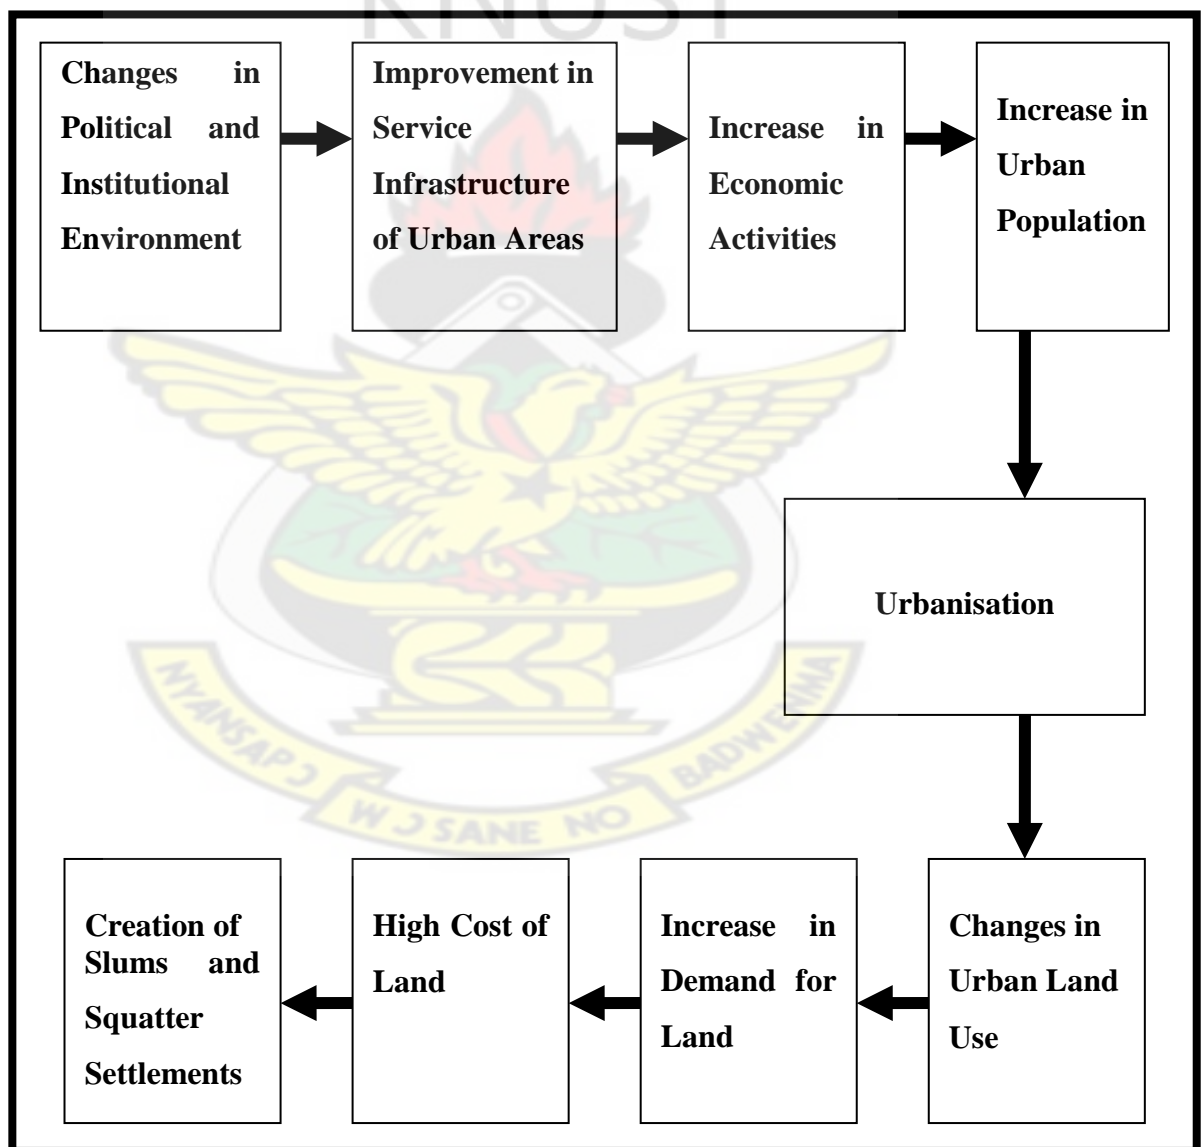 KNUST
Changes in
Political and
Institutional
Environment
Improvement in
Service
Infrastructure
of Urban Areas
Increase in
Economic
Activities
Increase in
Urban
Population
Urbanisation
Changes in
Urban Land
Use
Increase in
Demand for
Land
High Cost of
Land
Creation of
Slums and
Squatter
Settlements
NYANSAPƆ
WƆSANE NO
BADWENMA